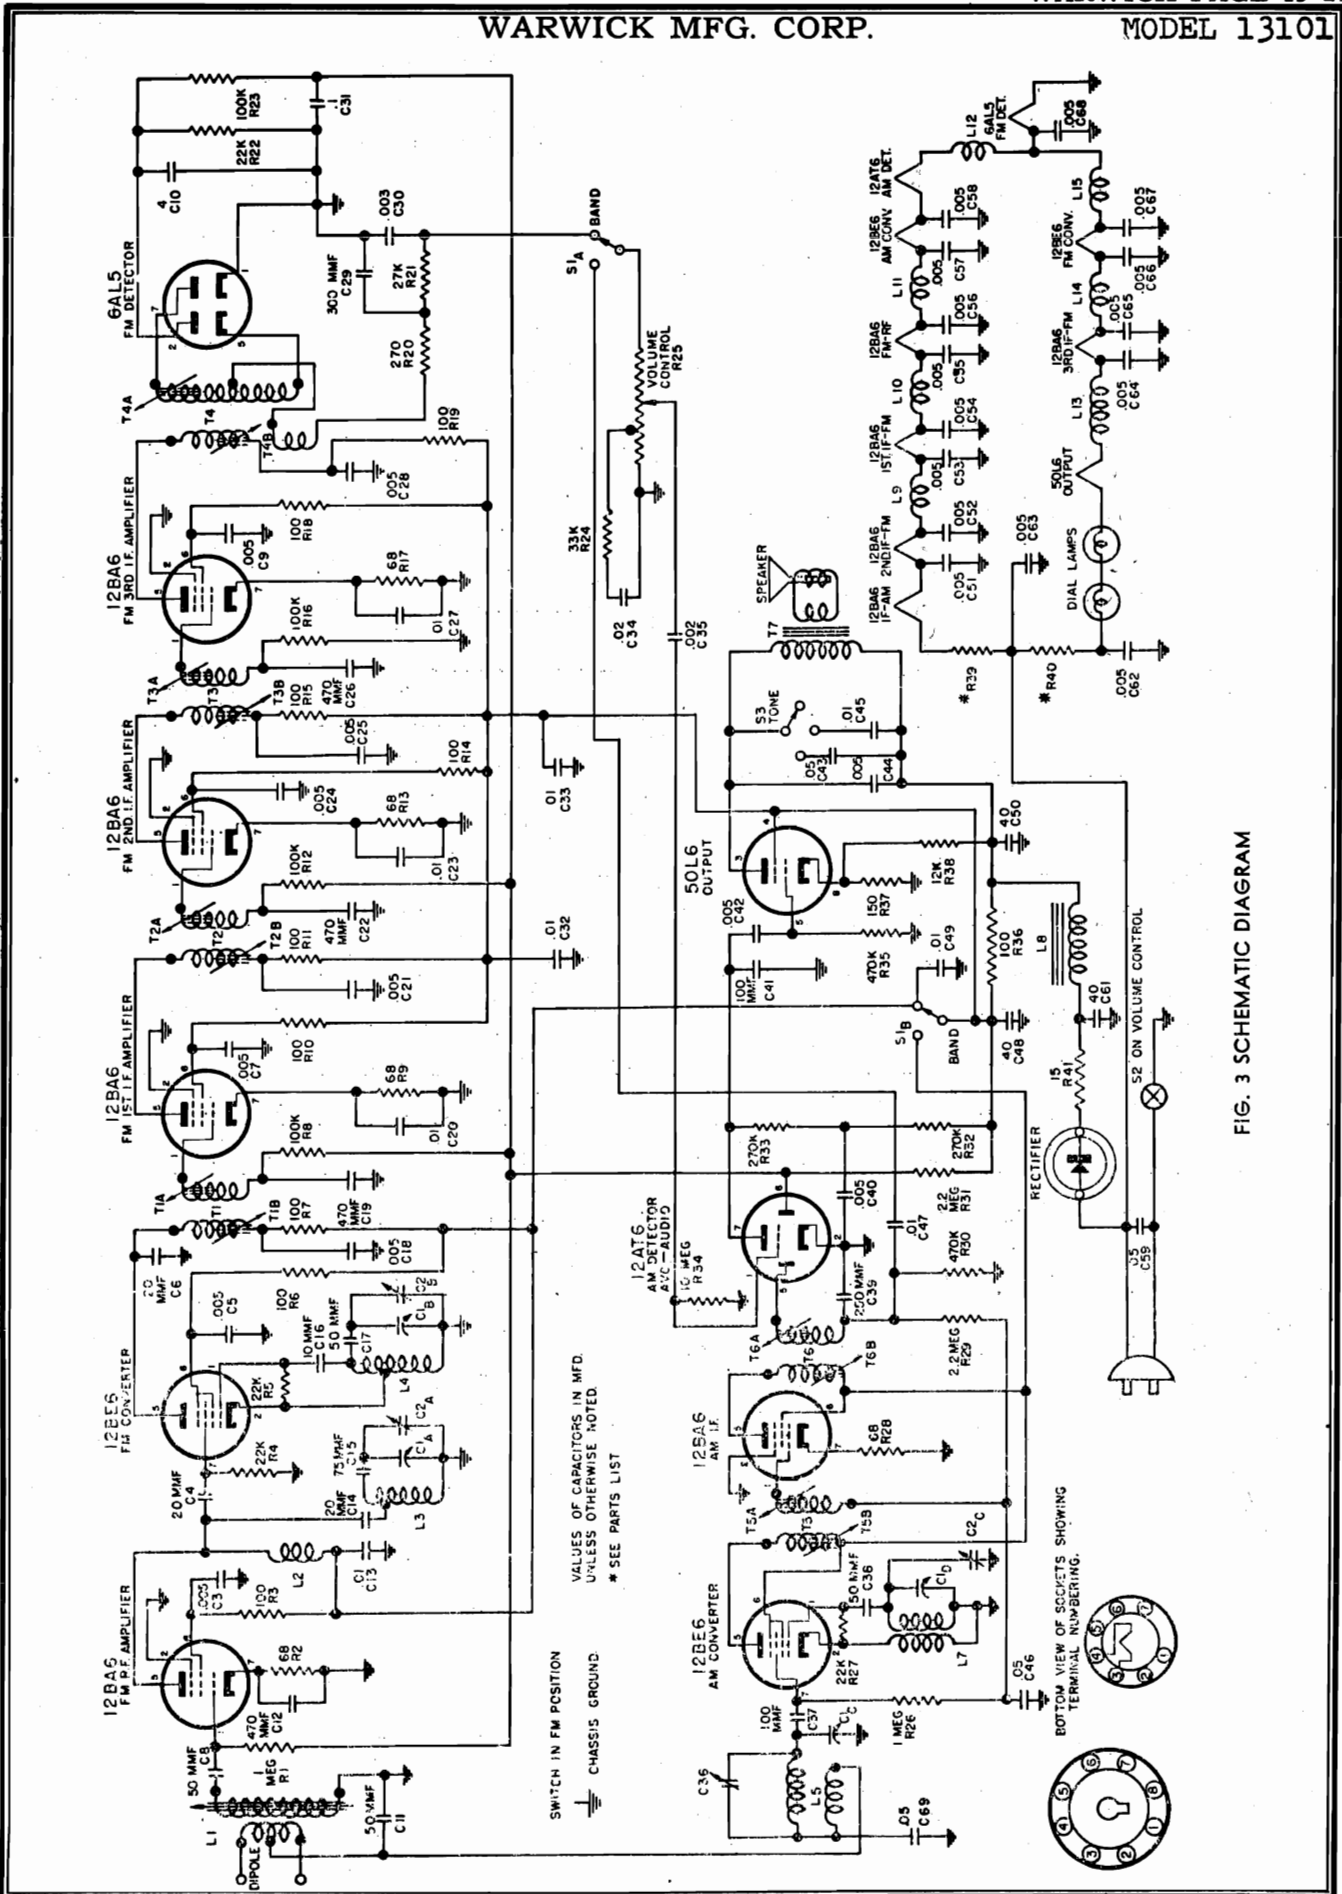 WARWICK MFG. CORP.
MODEL 13101
12BA6
FM R.F. AMPLIFIER
12BE6
FM CONVERTER
12BA6
FM 1ST I.F. AMPLIFIER
12BA6
FM 2ND. I.F. AMPLIFIER
12BA6
FM 3RD I.F. AMPLIFIER
6AL5
FM DETECTOR
DIPOLE
L1
50 MMF
C8
1
MEG
R1
50 MMF
C11
470
MMF
C12
68
R2
.005
C3
100
R3
L2
C13
20 MMF
C4
22K
R4
20
MMF
C14
75 MMF
C15
L3
C1A
C2A
22K
R5
10 MMF
C16
50 MMF
C17
L4
C1B
.005
C5
100
R6
MMF
C6
T1A
T1
T1B
100
R7
.005
C18
470
MMF
C19
100K
R8
68
R9
.01
C20
.005
C7
100
R10
T2A
T2
T2B
100
R11
.005
C21
470
MMF
C22
100K
R12
68
R13
.01
C23
.005
C24
100
R14
T3A
T3
T3B
100
R15
.005
C25
470
MMF
C26
100K
R16
68
R17
.01
C27
.005
C9
100
R18
T4A
T4
T4B
.005
C28
100
R19
270
R20
27K
R21
300 MMF
C29
.003
C30
4
C10
22K
R22
100K
R23
.1
C31
.01
C32
.01
C33
S1A
BAND
VOLUME
CONTROL
R25
33K
R24
.02
C34
.002
C35
VALUES OF CAPACITORS IN MFD.
UNLESS OTHERWISE NOTED.
* SEE PARTS LIST
SWITCH IN FM POSITION
CHASSIS GROUND.
12BE6
AM CONVERTER
12BA6
AM I.F.
12AT6
AM DETECTOR
AVC-AUDIO
50L6
OUTPUT
SPEAKER
C36
L5
.05
C69
100
MMF
C37
C1C
1 MEG
R26
22K
R27
50 MMF
C38
L7
C1D
C2C
.05
C46
T5A
T5B
68
R28
T6A
T6
T6B
2.2 MEG
R29
470K
R30
250 MMF
C39
.005
C40
.01
C47
10 MEG
R34
2.2
MEG
R31
270K
R32
270K
R33
100
MMF
C41
.005
C42
470K
R35
150
R37
12K
R38
S1B
BAND
.01
C49
40
C48
100
R36
40
C50
T7
S3
TONE
.05
C43
.005
C44
.01
C45
L8
40
C61
15
R41
RECTIFIER
.05
C59
S2 ON VOLUME CONTROL
12BA6
IF-AM
12BA6
2ND IF-FM
12BA6
1ST. IF-FM
12BA6
FM-RF
12BE6
AM CONV.
12AT6
AM DET.
L12
6AL5
FM DET.
.005
C68
L9
L10
L11
.005
C51
.005
C52
.005
C53
.005
C54
.005
C55
.005
C56
.005
C57
.005
C58
*R39
*R40
.005
C63
.005
C62
DIAL LAMPS
50L6
OUTPUT
L13
12BA6
3RD IF-FM
L14
12BE6
FM CONV.
L15
.005
C64
.005
C65
.005
C66
.005
C67
BOTTOM VIEW OF SOCKETS SHOWING
TERMINAL NUMBERING.
FIG. 3 SCHEMATIC DIAGRAM